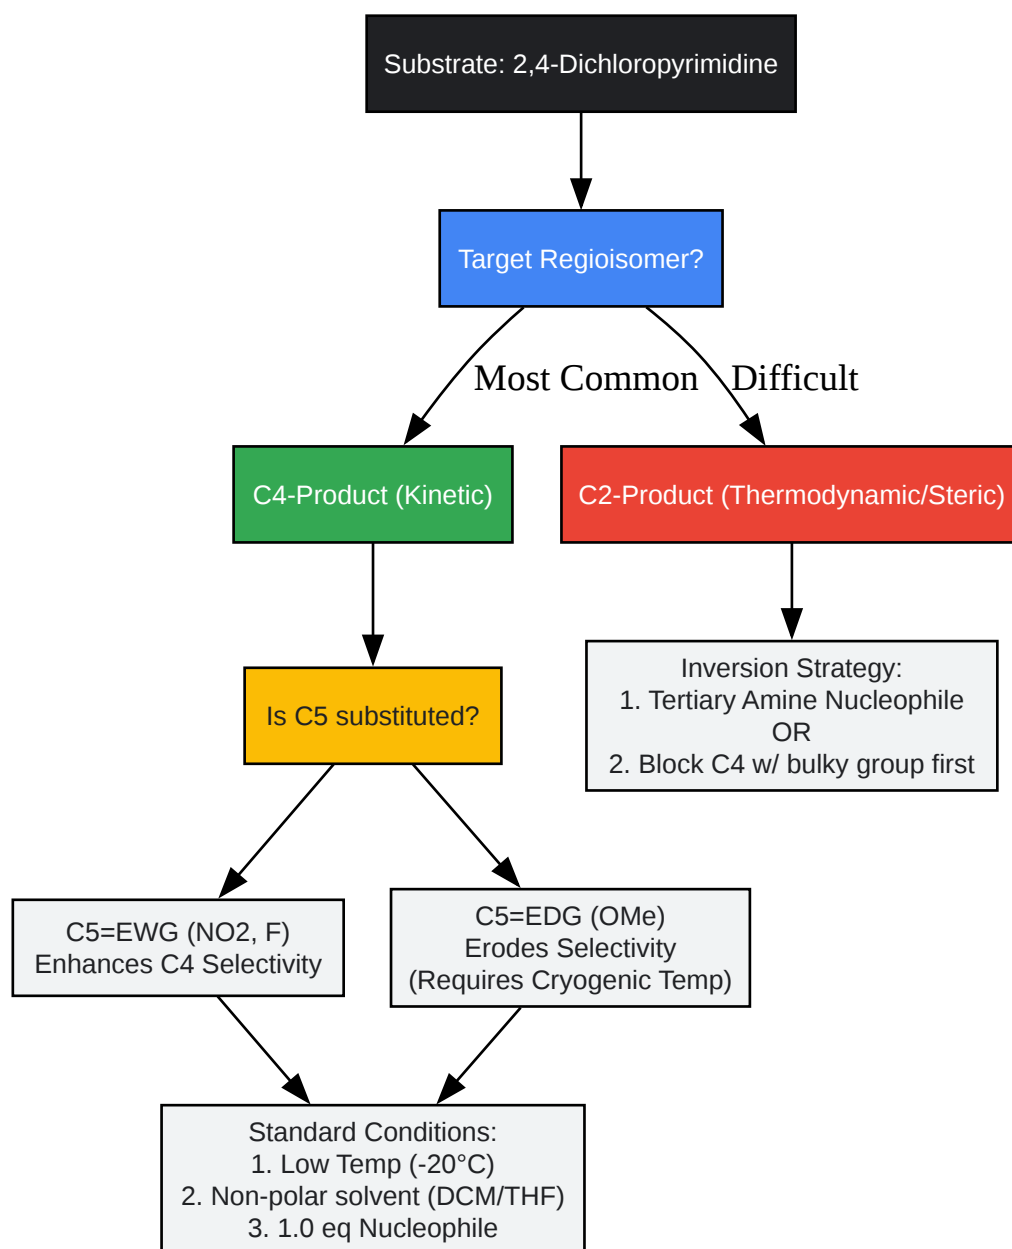 Substrate: 2,4-Dichloropyrimidine
Target Regioisomer?
Most Common
Difficult
C4-Product (Kinetic)
C2-Product (Thermodynamic/Steric)
Is C5 substituted?
Inversion Strategy:
1. Tertiary Amine Nucleophile
OR
2. Block C4 w/ bulky group first
C5=EWG (NO2, F)
Enhances C4 Selectivity
C5=EDG (OMe)
Erodes Selectivity
(Requires Cryogenic Temp)
Standard Conditions:
1. Low Temp (-20°C)
2. Non-polar solvent (DCM/THF)
3. 1.0 eq Nucleophile